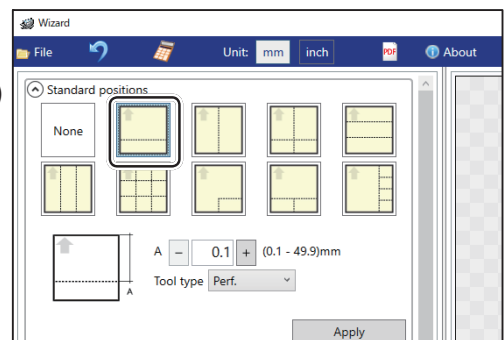 Wizard
File Unit: mm inch PDF About
Standard positions
None
A − 0.1 + (0.1 - 49.9)mm
Tool type Perf.
A
Apply